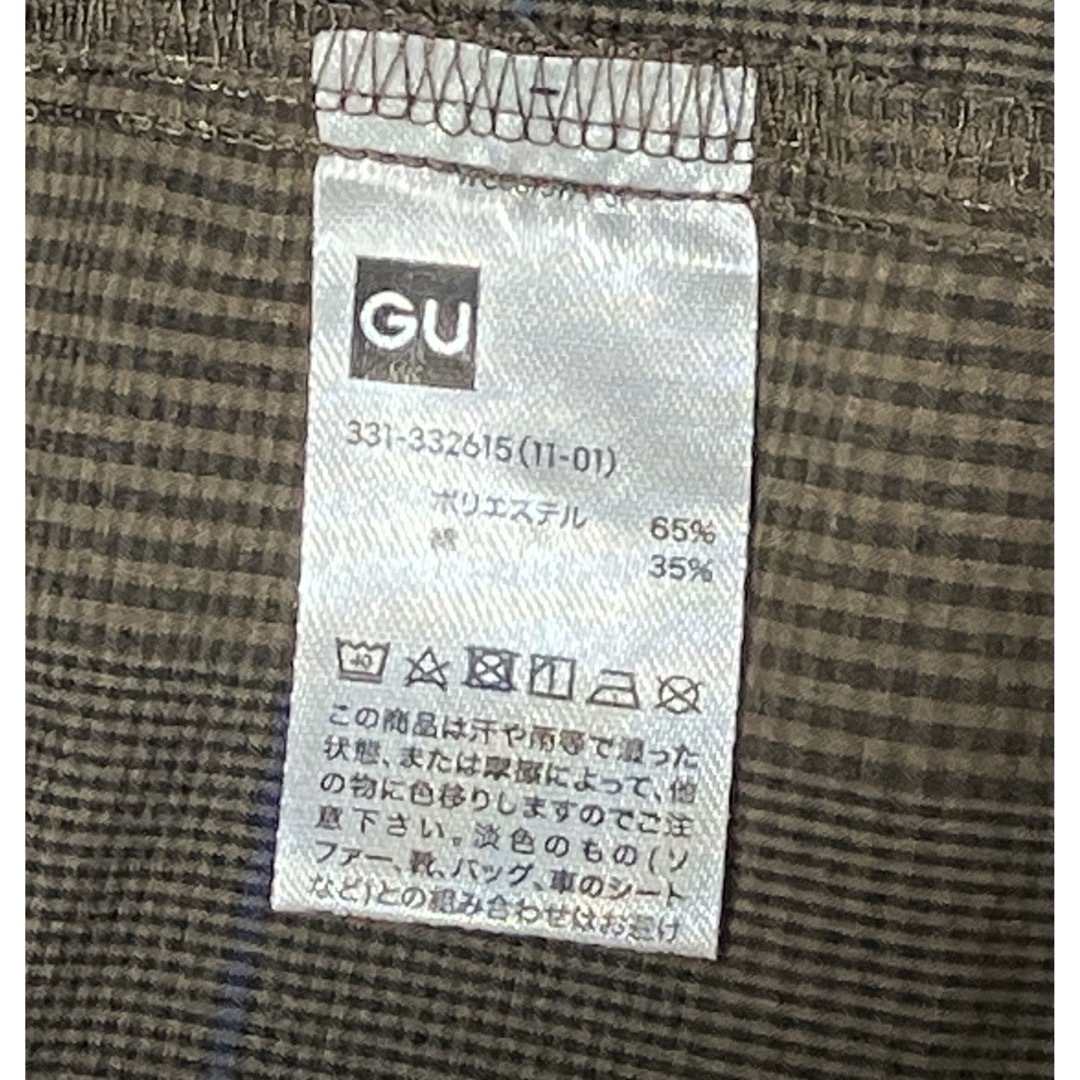 GU
331-332615(11-01)
ポリエステル 65%
綿 35%
40
この商品は汗や雨等で湿った
状態、または摩擦によって、他
の物に色移りしますのでご注
意下さい。淡色のもの(ソ
ファー、靴、バッグ、車のシート
など)との組み合わせはお避け